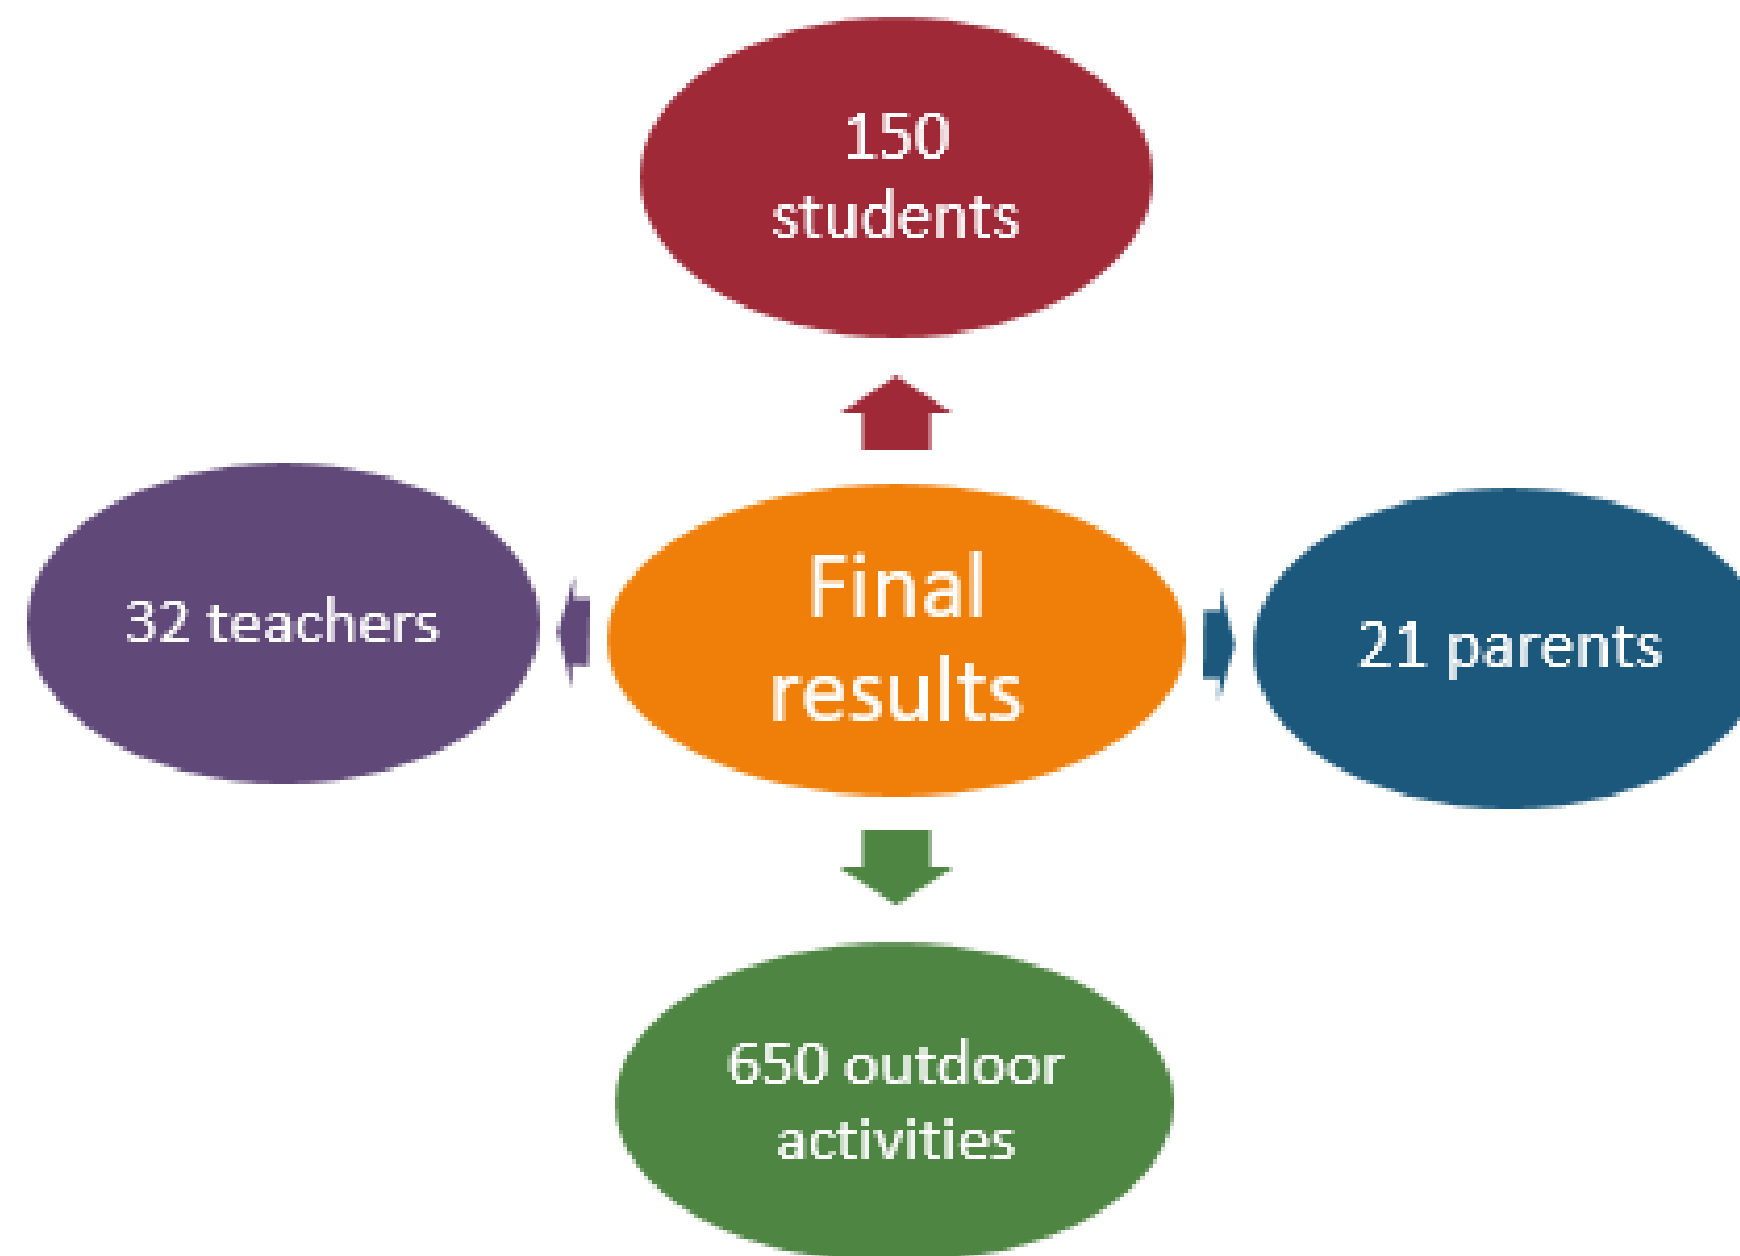 150
students
32 teachers
Final
results
21 parents
650 outdoor
activities